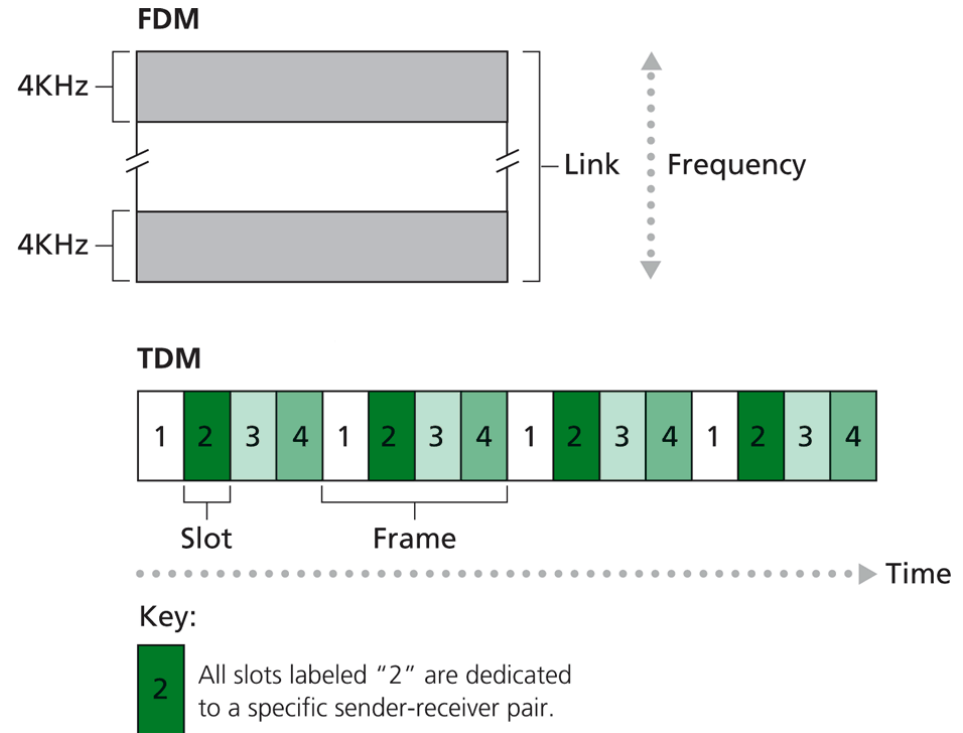 FDM
4KHz
Link
Frequency
4KHz
TDM
1 2 3 4 1 2 3 4 1 2 3 4 1 2 3 4
Slot
Frame
Time
Key:
2
All slots labeled “2” are dedicated
to a specific sender-receiver pair.